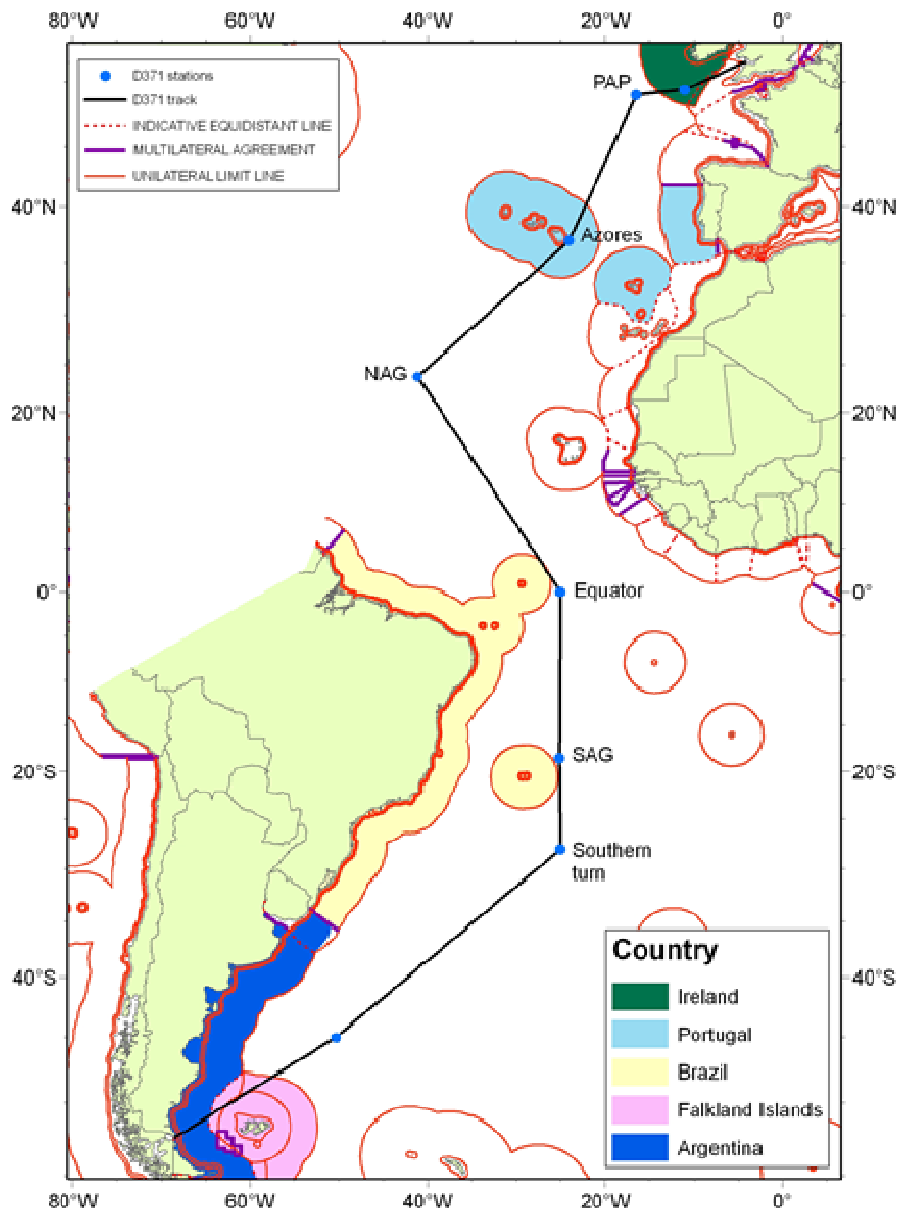 80°W 60°W 40°W 20°W 0°
D371 stations
D371 track
INDICATIVE EQUIDISTANT LINE
MULTILATERAL AGREEMENT
UNILATERAL LIMIT LINE
PAP
40°N 40°N
Azores
NAG
20°N 20°N
0° 0°
Equator
SAG
20°S 20°S
Southern
turn
40°S 40°S
Country
Ireland
Portugal
Brazil
Falkland Islands
Argentina
80°W 60°W 40°W 20°W 0°